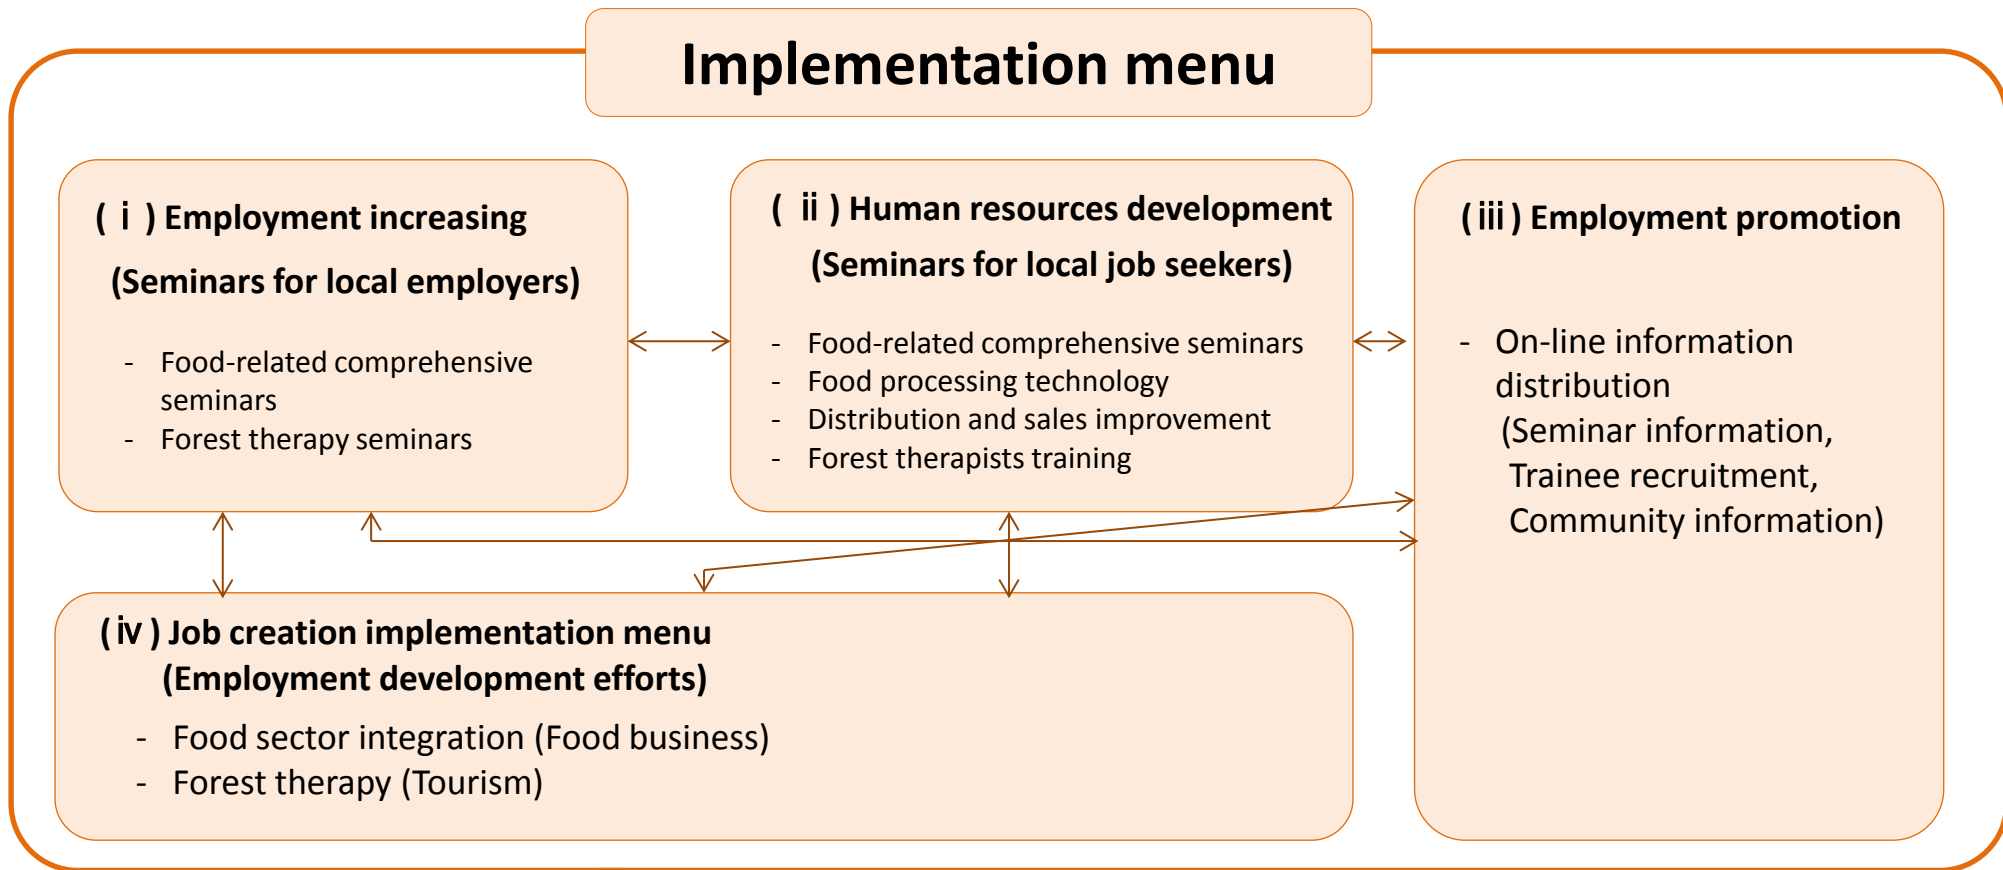 Implementation menu
(ⅰ) Employment increasing
(Seminars for local employers)
- Food-related comprehensive
seminars
- Forest therapy seminars
(ⅱ) Human resources development
(Seminars for local job seekers)
- Food-related comprehensive seminars
- Food processing technology
- Distribution and sales improvement
- Forest therapists training
(ⅲ) Employment promotion
- On-line information
distribution
(Seminar information,
Trainee recruitment,
Community information)
(ⅳ) Job creation implementation menu
(Employment development efforts)
- Food sector integration (Food business)
- Forest therapy (Tourism)